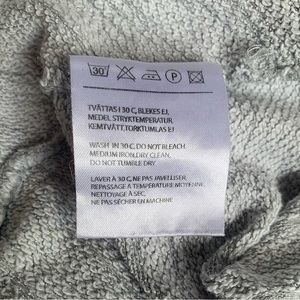 30 P
TVÄTTAS I 30 C, BLEKES EJ,
MEDEL STRYKTEMPERATUR
KEMTVÄTT,TORKTUMLAS EJ
WASH IN 30 C, DO NOT BLEACH.
MEDIUM IRON,DRY CLEAN,
DO NOT TUMBLE DRY
LAVER À 30 C, NE PAS JAVELLISER
REPASSAGE A TEMPÉRATURE MOYENNE,
NETTOYAGE À SEC,
NE PAS SÉCHER EN MACHINE